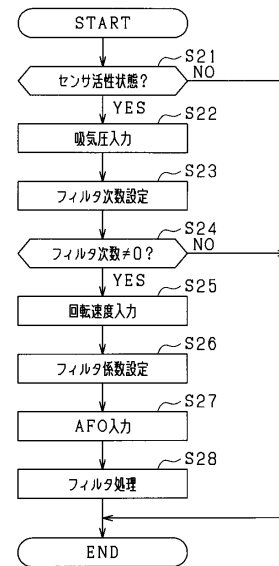 START
S21
センサ活性状態?
NO
YES
S22
吸気圧入力
S23
フィルタ次数設定
S24
フィルタ次数≠0?
NO
YES
S25
回転速度入力
S26
フィルタ係数設定
S27
AFO入力
S28
フィルタ処理
END